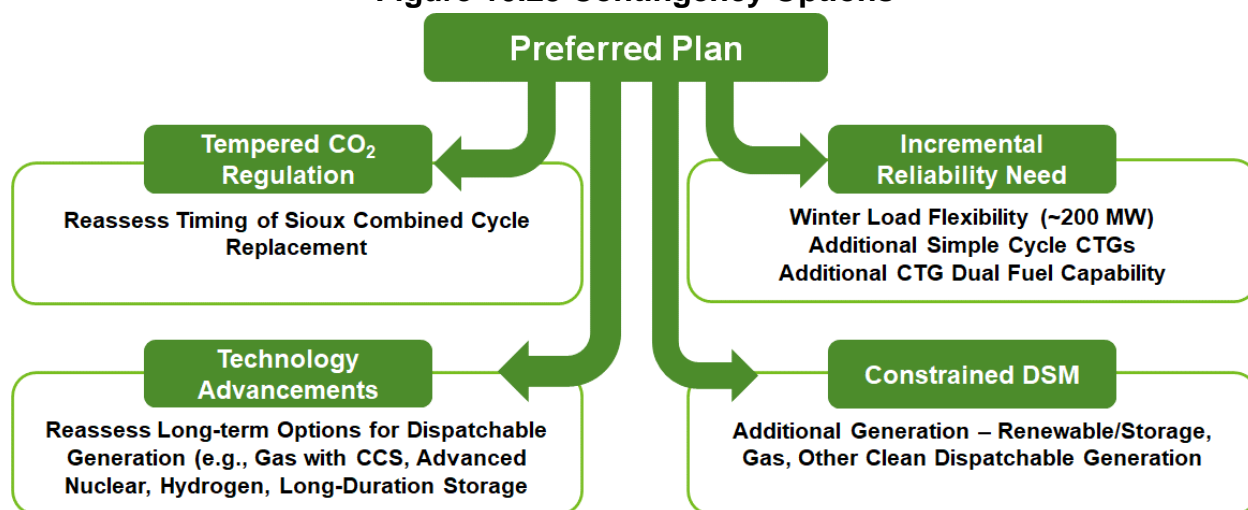 Preferred Plan
Tempered CO₂
Regulation
Reassess Timing of Sioux Combined Cycle
Replacement
Incremental
Reliability Need
Winter Load Flexibility (~200 MW)
Additional Simple Cycle CTGs
Additional CTG Dual Fuel Capability
Technology
Advancements
Reassess Long-term Options for Dispatchable
Generation (e.g., Gas with CCS, Advanced
Nuclear, Hydrogen, Long-Duration Storage
Constrained DSM
Additional Generation – Renewable/Storage,
Gas, Other Clean Dispatchable Generation